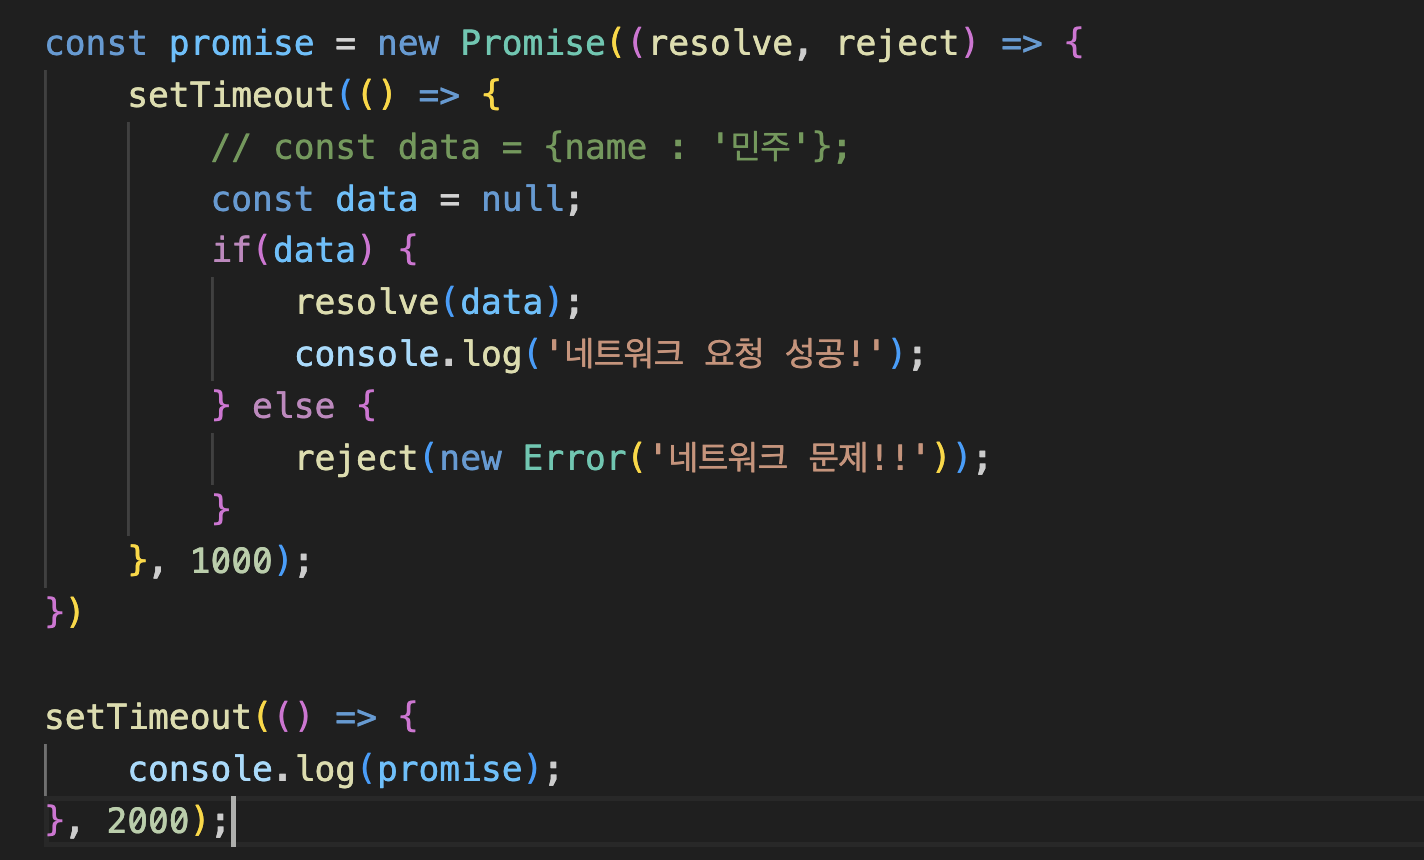 const promise = new Promise((resolve, reject) => {
    setTimeout(() => {
        // const data = {name : '민주'};
        const data = null;
        if(data) {
            resolve(data);
            console.log('네트워크 요청 성공!');
        } else {
            reject(new Error('네트워크 문제!!'));
        }
    }, 1000);
})

setTimeout(() => {
    console.log(promise);
}, 2000);